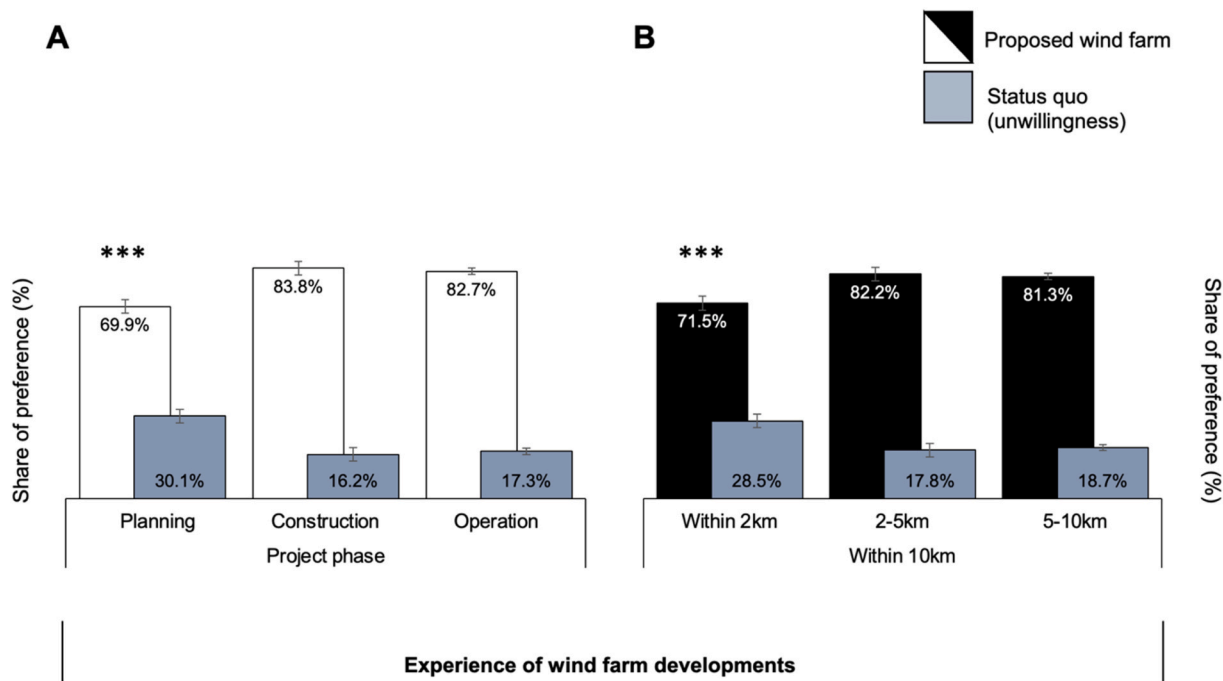 A
B
Proposed wind farm
Status quo
(unwillingness)
Share of preference (%)
***
69.9%
30.1%
83.8%
16.2%
82.7%
17.3%
Planning
Construction
Operation
Project phase
***
71.5%
28.5%
82.2%
17.8%
81.3%
18.7%
Within 2km
2-5km
5-10km
Within 10km
Share of preference (%)
Experience of wind farm developments